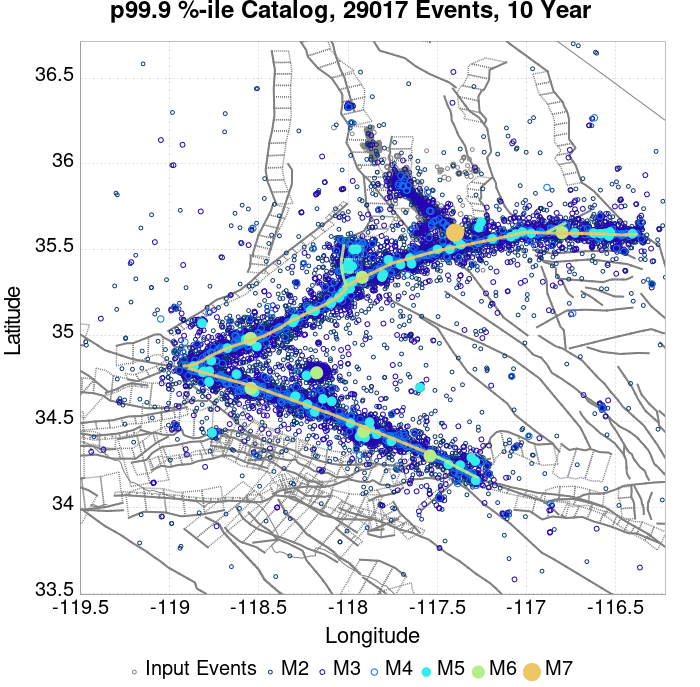 p99.9 %-ile Catalog, 29017 Events, 10 Year
36.5
36
35.5
35
34.5
34
33.5
Latitude
-119.5 -119 -118.5 -118 -117.5 -117 -116.5
Longitude
Input Events M2 M3 M4 M5 M6 M7